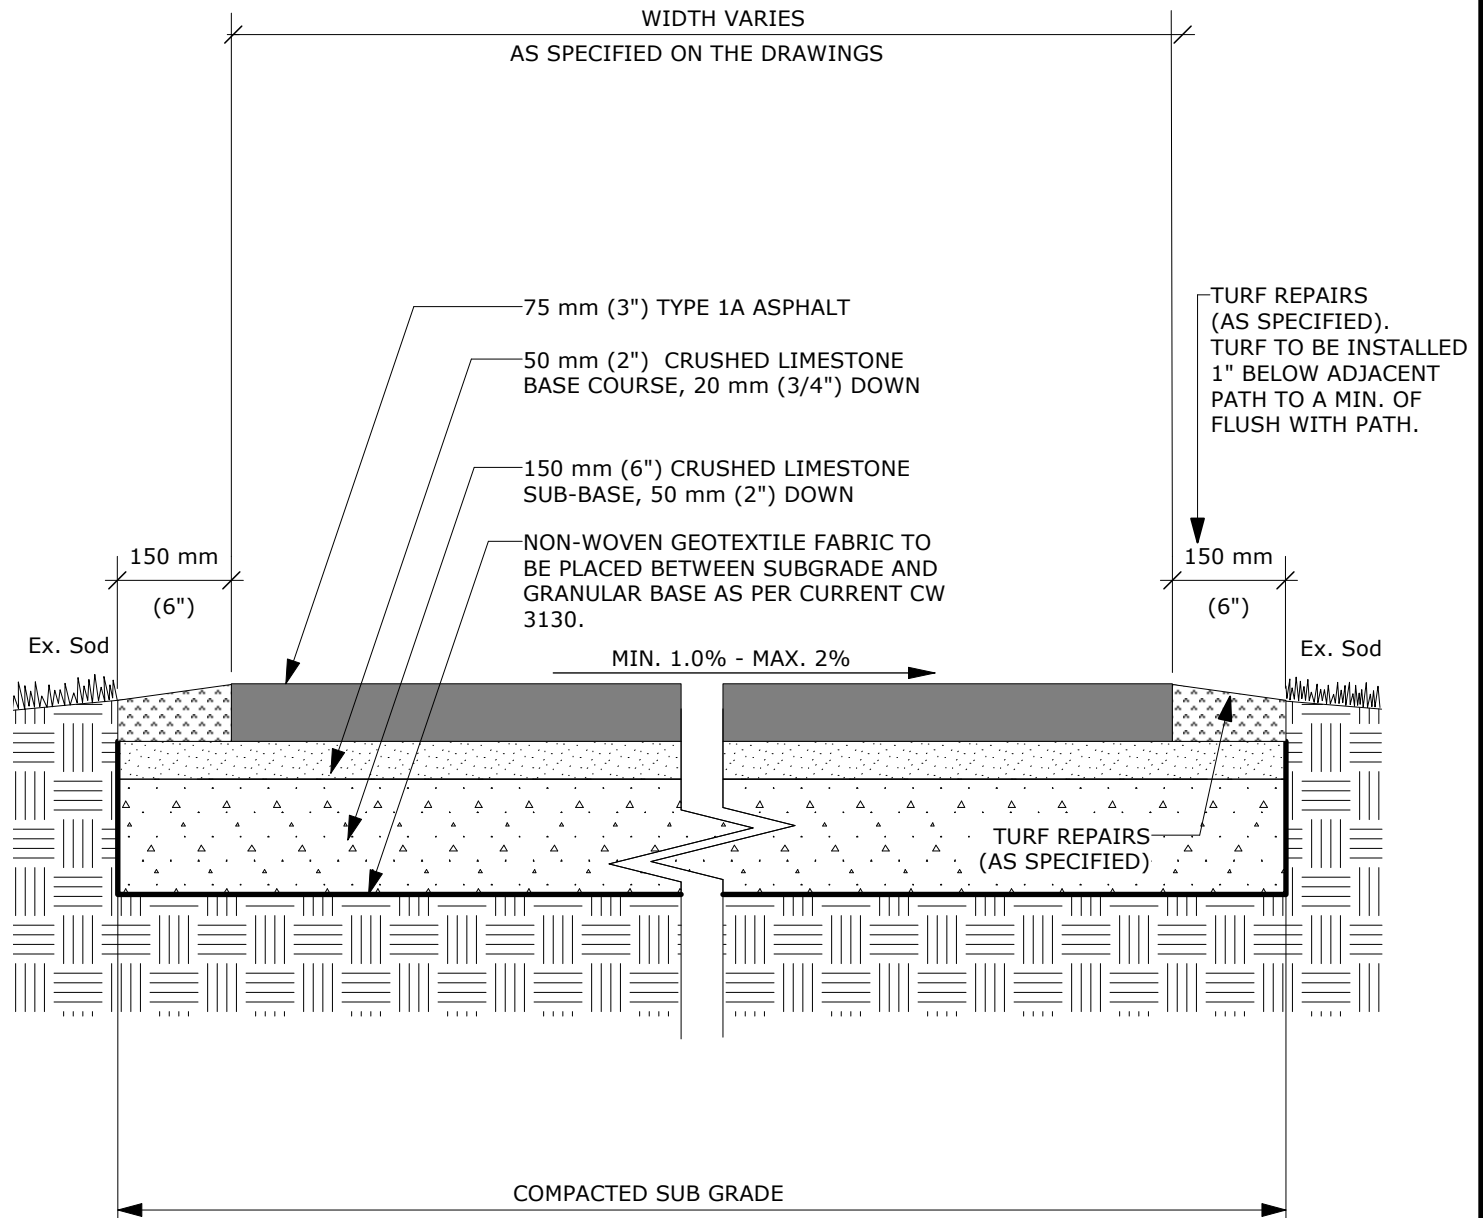 WIDTH VARIES
AS SPECIFIED ON THE DRAWINGS
75 mm (3") TYPE 1A ASPHALT
50 mm (2")  CRUSHED LIMESTONE
BASE COURSE, 20 mm (3/4") DOWN
150 mm (6") CRUSHED LIMESTONE
SUB-BASE, 50 mm (2") DOWN
NON-WOVEN GEOTEXTILE FABRIC TO
BE PLACED BETWEEN SUBGRADE AND
GRANULAR BASE AS PER CURRENT CW
3130.
TURF REPAIRS
(AS SPECIFIED).
TURF TO BE INSTALLED
1" BELOW ADJACENT
PATH TO A MIN. OF
FLUSH WITH PATH.
150 mm
(6")
150 mm
(6")
Ex. Sod
MIN. 1.0% - MAX. 2%
Ex. Sod
TURF REPAIRS
(AS SPECIFIED)
COMPACTED SUB GRADE